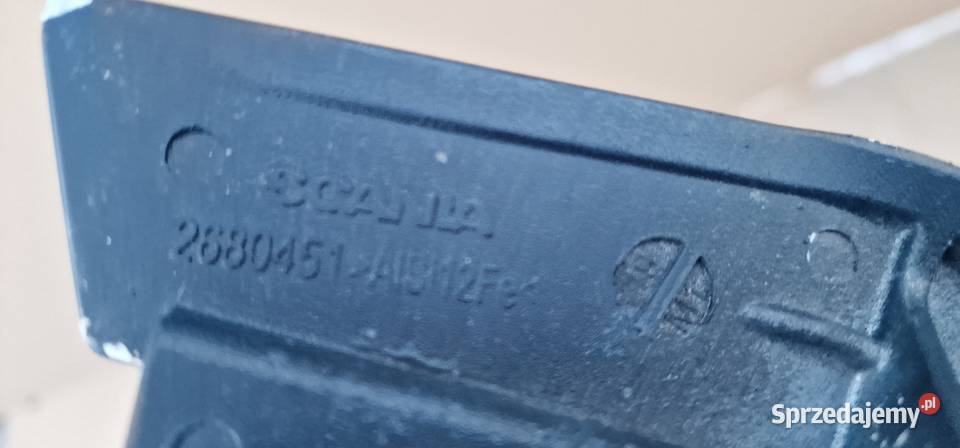 SCANIA
2680451 >AlSi12Fe<
Sprzedajemy.pl